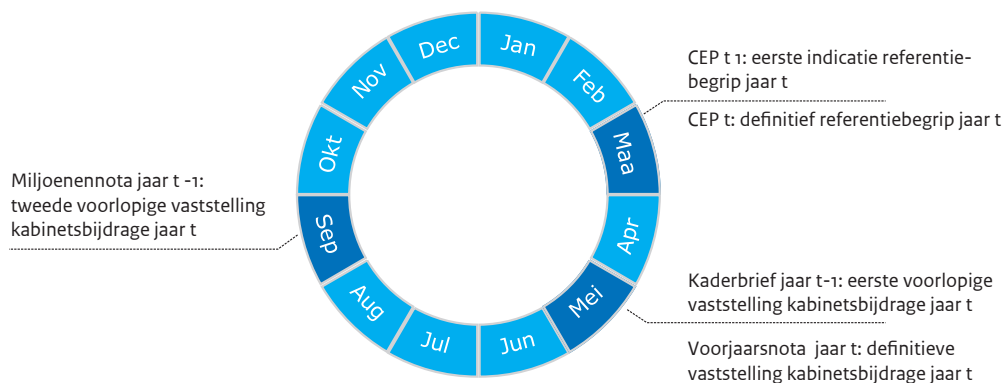 Jan
Feb
Maa
Apr
Mei
Jun
Jul
Aug
Sep
Okt
Nov
Dec
CEP t 1: eerste indicatie referentie-
begrip jaar t
CEP t: definitief referentiebegrip jaar t
Miljoenennota jaar t -1:
tweede voorlopige vaststelling
kabinetsbijdrage jaar t
Kaderbrief jaar t-1: eerste voorlopige
vaststelling kabinetsbijdrage jaar t
Voorjaarsnota jaar t: definitieve
vaststelling kabinetsbijdrage jaar t